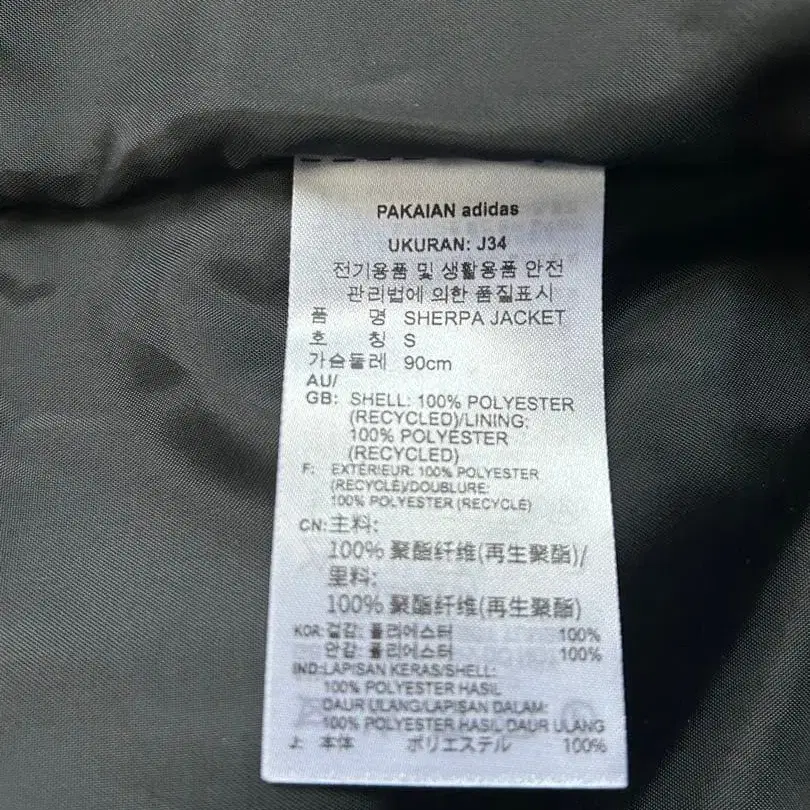 PAKAIAN adidas
UKURAN: J34
전기용품 및 생활용품 안전
관리법에 의한 품질표시
품 명 SHERPA JACKET
호 칭 S
가슴둘레 90cm
AU/
GB: SHELL: 100% POLYESTER
(RECYCLED)/LINING:
100% POLYESTER
(RECYCLED)
F: EXTÉRIEUR: 100% POLYESTER
(RECYCLÉ)/DOUBLURE:
100% POLYESTER (RECYCLÉ)
CN: 主料:
100% 聚酯纤维(再生聚酯)/
里料:
100% 聚酯纤维(再生聚酯)
KOR: 겉감: 폴리에스터 100%
안감: 폴리에스터 100%
IND: LAPISAN KERAS/SHELL:
100% POLYESTER HASIL
DAUR ULANG/LAPISAN DALAM:
100% POLYESTER HASIL DAUR ULANG
J: 本体 ポリエステル 100%